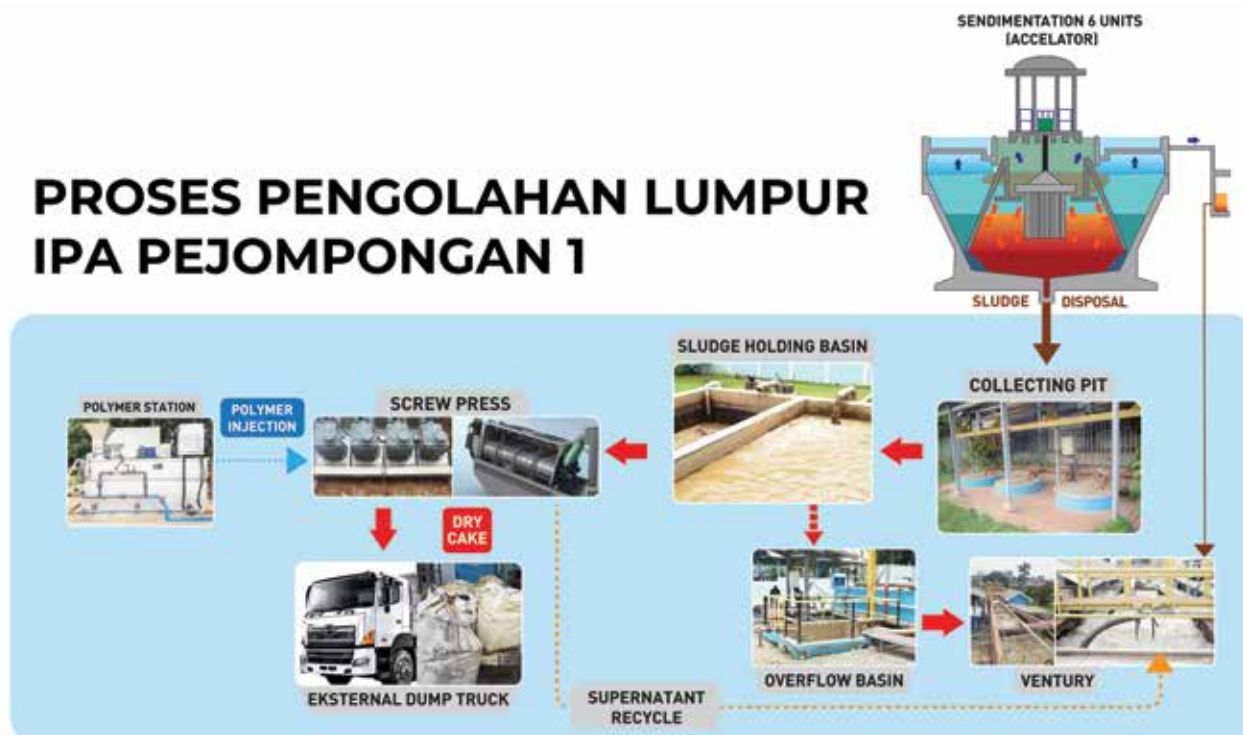 SENDIMENTATION 6 UNITS
(ACCELATOR)
PROSES PENGOLAHAN LUMPUR
IPA PEJOMPONGAN 1
SLUDGE
DISPOSAL
SLUDGE HOLDING BASIN
COLLECTING PIT
POLYMER STATION
POLYMER
INJECTION
SCREW PRESS
DRY
CAKE
EKSTERNAL DUMP TRUCK
OVERFLOW BASIN
VENTURY
SUPERNATANT
RECYCLE